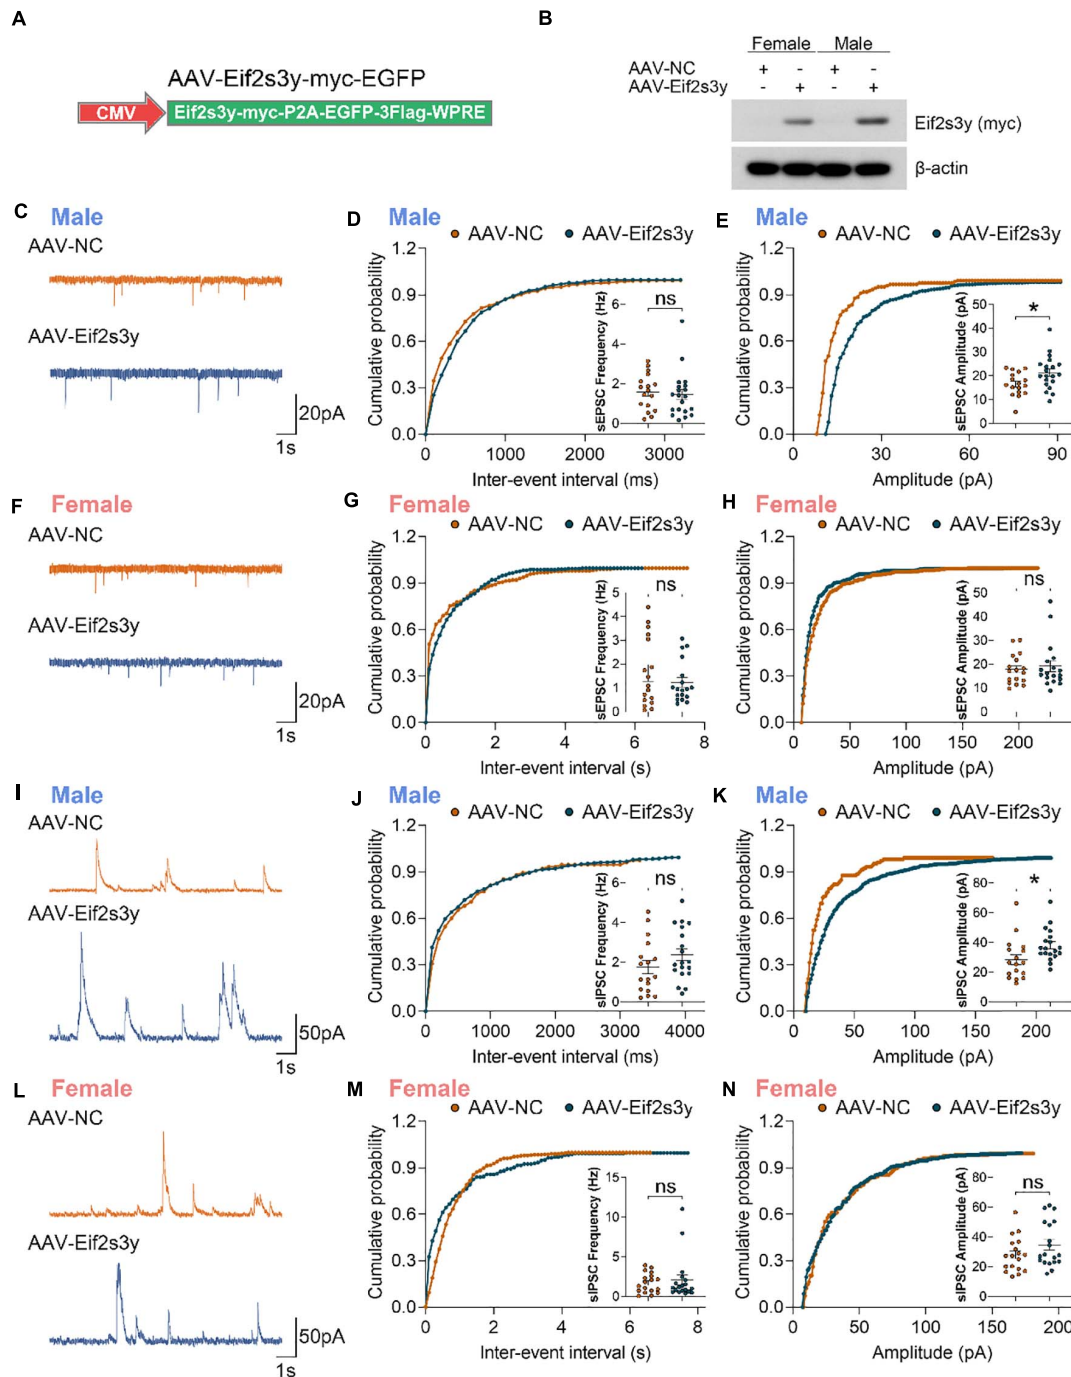 A
AAV-Eif2s3y-myc-EGFP
CMV
Eif2s3y-myc-P2A-EGFP-3Flag-WPRE
B
Female Male
AAV-NC + - + -
AAV-Eif2s3y - + - +
Eif2s3y (myc)
β-actin
C Male
AAV-NC
AAV-Eif2s3y
20pA
1s
D Male
AAV-NC AAV-Eif2s3y
Cumulative probability
1.2
0.9
0.6
0.3
0.0
0 1000 2000 3000
Inter-event interval (ms)
sEPSC Frequency (Hz)
6
4
2
0
ns
E Male
AAV-NC AAV-Eif2s3y
Cumulative probability
1.2
0.9
0.6
0.3
0.0
0 30 60 90
Amplitude (pA)
sEPSC Amplitude (pA)
50
40
30
20
10
0
*
F Female
AAV-NC
AAV-Eif2s3y
20pA
1s
G Female
AAV-NC AAV-Eif2s3y
Cumulative probability
1.2
0.9
0.6
0.3
0.0
0 2 4 6 8
Inter-event interval (s)
sEPSC Frequency (Hz)
5
4
3
2
1
0
ns
H Female
AAV-NC AAV-Eif2s3y
Cumulative probability
1.2
0.9
0.6
0.3
0.0
0 50 100 150 200
Amplitude (pA)
sEPSC Amplitude (pA)
50
40
30
20
10
0
ns
I Male
AAV-NC
AAV-Eif2s3y
50pA
1s
J Male
AAV-NC AAV-Eif2s3y
Cumulative probability
1.2
0.9
0.6
0.3
0.0
0 1000 2000 3000 4000
Inter-event interval (ms)
sIPSC Frequency (Hz)
6
4
2
0
ns
K Male
AAV-NC AAV-Eif2s3y
Cumulative probability
1.2
0.9
0.6
0.3
0.0
0 50 100 150 200
Amplitude (pA)
sIPSC Amplitude (pA)
80
60
40
20
0
*
L Female
AAV-NC
AAV-Eif2s3y
50pA
1s
M Female
AAV-NC AAV-Eif2s3y
Cumulative probability
1.2
0.9
0.6
0.3
0.0
0 2 4 6 8
Inter-event interval (s)
sIPSC Frequency (Hz)
15
10
5
0
ns
N Female
AAV-NC AAV-Eif2s3y
Cumulative probability
1.2
0.9
0.6
0.3
0.0
0 50 100 150 200
Amplitude (pA)
sIPSC Amplitude (pA)
80
60
40
20
0
ns